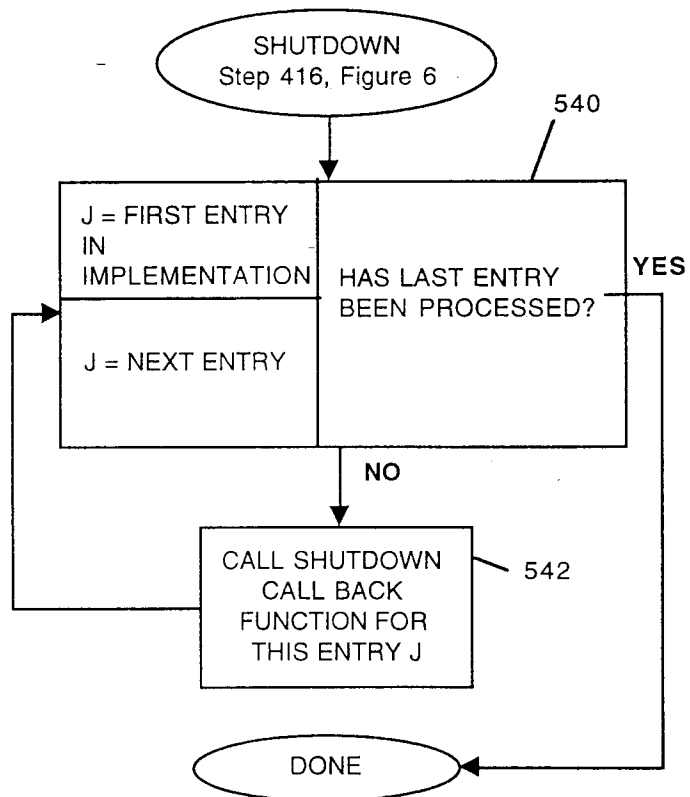 SHUTDOWN
Step 416, Figure 6
540
J = FIRST ENTRY
IN
IMPLEMENTATION
HAS LAST ENTRY
BEEN PROCESSED?
YES
J = NEXT ENTRY
NO
CALL SHUTDOWN
CALL BACK
FUNCTION FOR
THIS ENTRY J
542
DONE